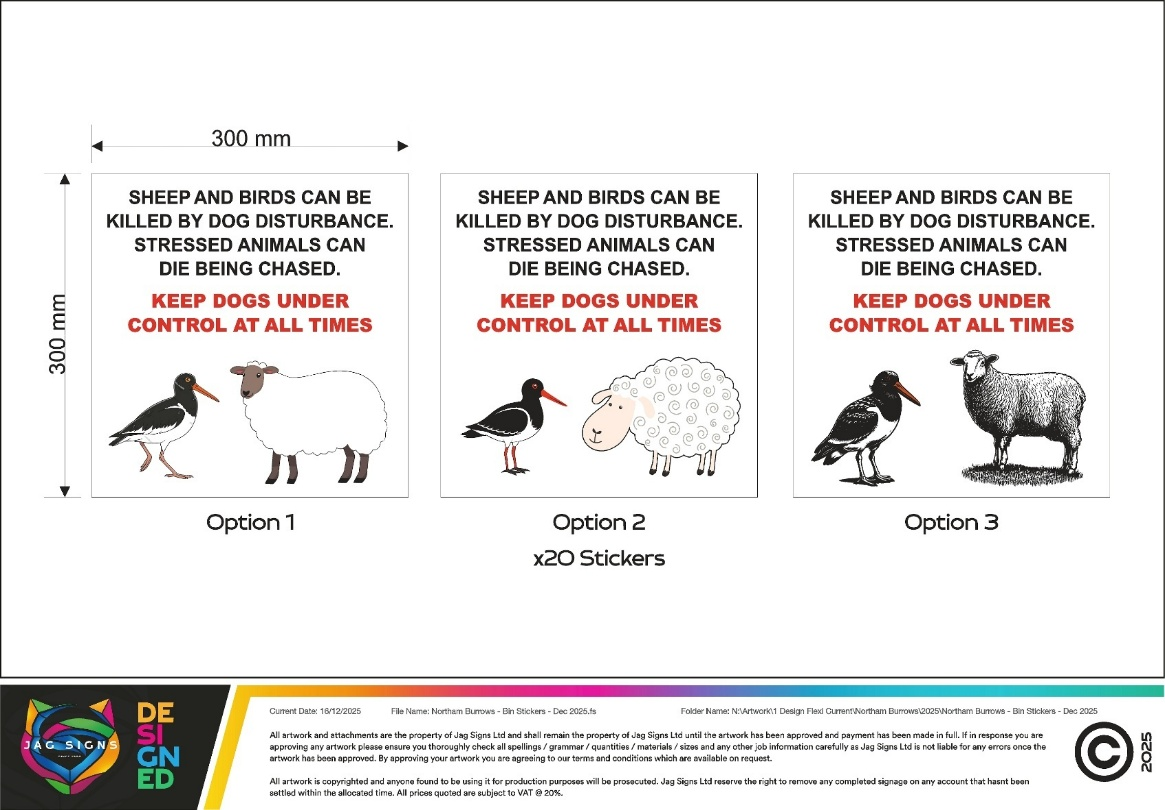 300 mm
300 mm
SHEEP AND BIRDS CAN BE
KILLED BY DOG DISTURBANCE.
STRESSED ANIMALS CAN
DIE BEING CHASED.
KEEP DOGS UNDER
CONTROL AT ALL TIMES
Option 1
SHEEP AND BIRDS CAN BE
KILLED BY DOG DISTURBANCE.
STRESSED ANIMALS CAN
DIE BEING CHASED.
KEEP DOGS UNDER
CONTROL AT ALL TIMES
Option 2
SHEEP AND BIRDS CAN BE
KILLED BY DOG DISTURBANCE.
STRESSED ANIMALS CAN
DIE BEING CHASED.
KEEP DOGS UNDER
CONTROL AT ALL TIMES
Option 3
x20 Stickers
JAG SIGNS
DE
SI
GN
ED
Current Date: 16/12/2025 File Name: Northam Burrows - Bin Stickers - Dec 2025.fs Folder Name: N:\Artwork\1 Design Flexi Current\Northam Burrows\2025\Northam Burrows - Bin Stickers - Dec 2025
All artwork and attachments are the property of Jag Signs Ltd and shall remain the property of Jag Signs Ltd until the artwork has been approved and payment has been made in full. If in response you are
approving any artwork please ensure you thoroughly check all spellings / grammar / quantities / materials / sizes and any other job information carefully as Jag Signs Ltd is not liable for any errors once the
artwork has been approved. By approving your artwork you are agreeing to our terms and conditions which are available on request.
All artwork is copyrighted and anyone found to be using it for production purposes will be prosecuted. Jag Signs Ltd reserve the right to remove any completed signage on any account that hasnt been
settled within the allocated time. All prices quoted are subject to VAT @ 20%.
©
2025